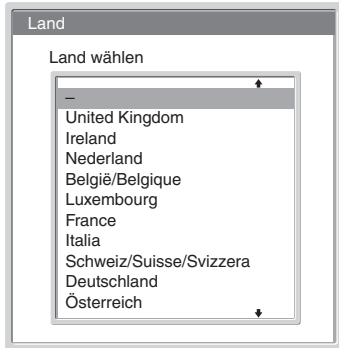 Land
Land wählen
–
United Kingdom
Ireland
Nederland
België/Belgique
Luxembourg
France
Italia
Schweiz/Suisse/Svizzera
Deutschland
Österreich